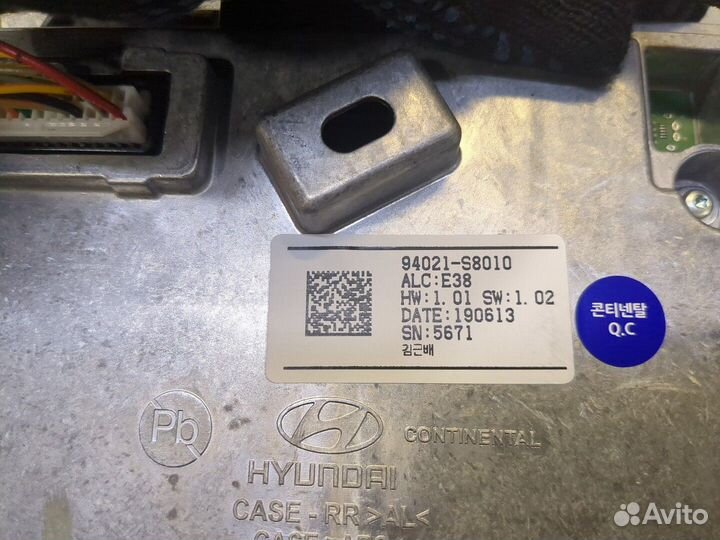 94021-S8010
ALC:E38
HW:1.01 SW:1.02
DATE:190613
SN:5671
김근배
콘티넨탈
Q.C
Pb
CONTINENTAL
HYUNDAI
CASE-RR >AL<
Avito